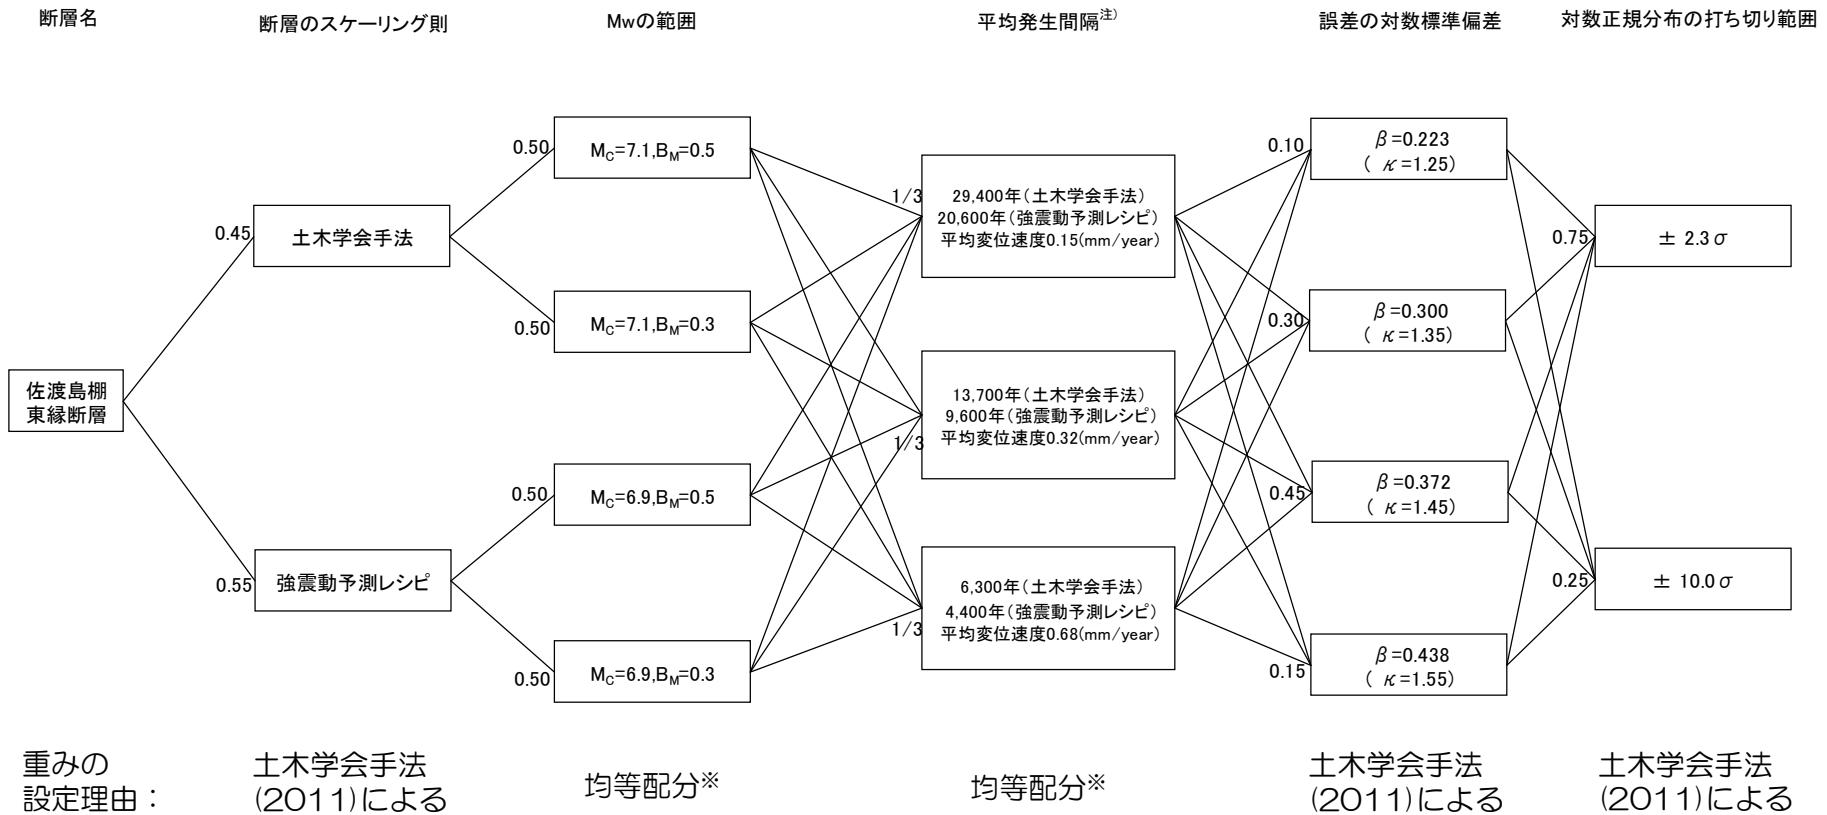 断層名
断層のスケーリング則
Mwの範囲
平均発生間隔注)
誤差の対数標準偏差
対数正規分布の打ち切り範囲
佐渡島棚
東縁断層
0.45
土木学会手法
0.55
強震動予測レシピ
0.50
MC=7.1,BM=0.5
0.50
MC=7.1,BM=0.3
0.50
MC=6.9,BM=0.5
0.50
MC=6.9,BM=0.3
1/3
29,400年(土木学会手法)
20,600年(強震動予測レシピ)
平均変位速度0.15(mm/year)
1/3
13,700年(土木学会手法)
9,600年(強震動予測レシピ)
平均変位速度0.32(mm/year)
1/3
6,300年(土木学会手法)
4,400年(強震動予測レシピ)
平均変位速度0.68(mm/year)
0.10
β=0.223
( κ=1.25)
0.30
β=0.300
( κ=1.35)
0.45
β=0.372
( κ=1.45)
0.15
β=0.438
( κ=1.55)
0.75
± 2.3σ
0.25
± 10.0σ
重みの
設定理由:
土木学会手法
(2011)による
均等配分※
均等配分※
土木学会手法
(2011)による
土木学会手法
(2011)による